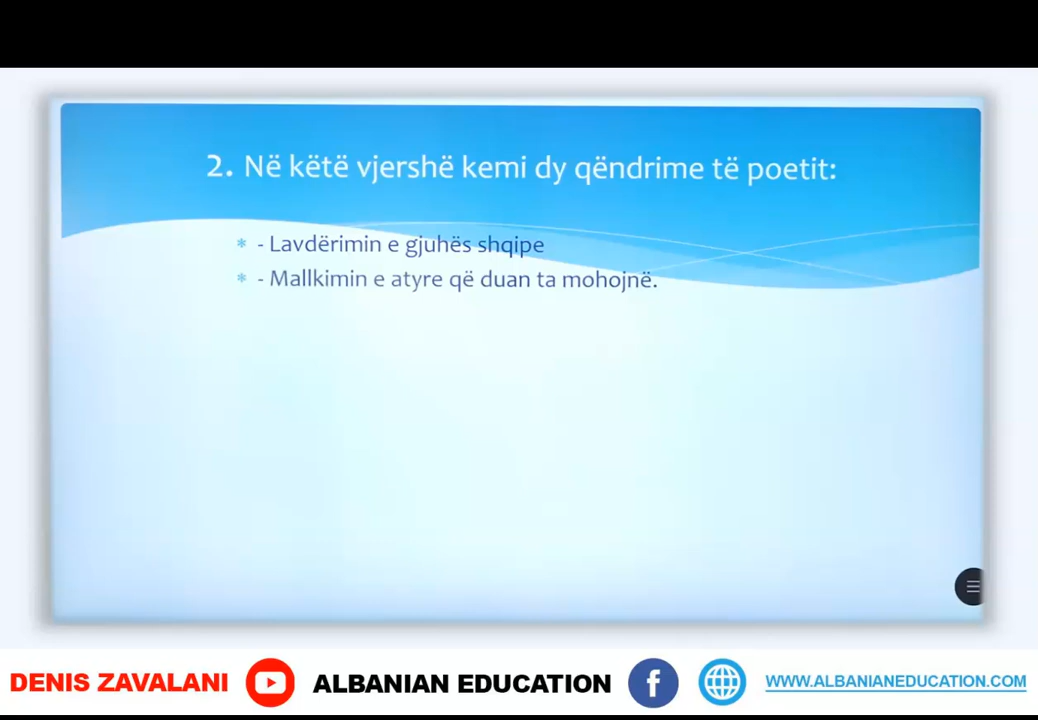 2. Në këtë vjershë kemi dy qëndrime të poetit:
* - Lavdërimin e gjuhës shqipe
* - Mallkimin e atyre që duan ta mohojnë.
DENIS ZAVALANI ALBANIAN EDUCATION WWW.ALBANIANEDUCATION.COM